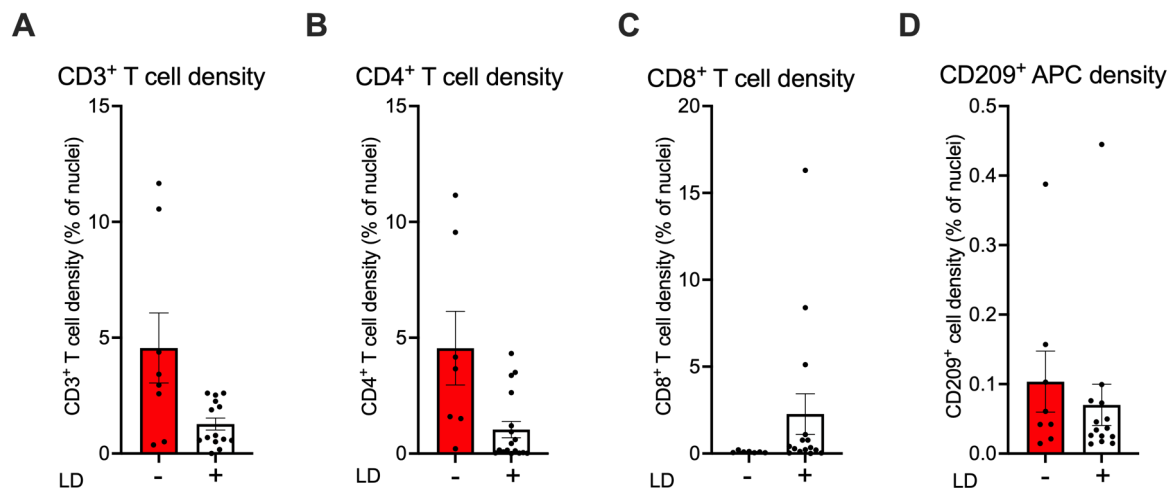 A
CD3⁺ T cell density
CD3⁺ T cell density (% of nuclei)
15
10
5
0
LD
-
+
B
CD4⁺ T cell density
CD4⁺ T cell density (% of nuclei)
15
10
5
0
LD
-
+
C
CD8⁺ T cell density
CD8⁺ T cell density (% of nuclei)
20
15
10
5
0
LD
-
+
D
CD209⁺ APC density
CD209⁺ cell density (% of nuclei)
0.5
0.4
0.3
0.2
0.1
0.0
LD
-
+